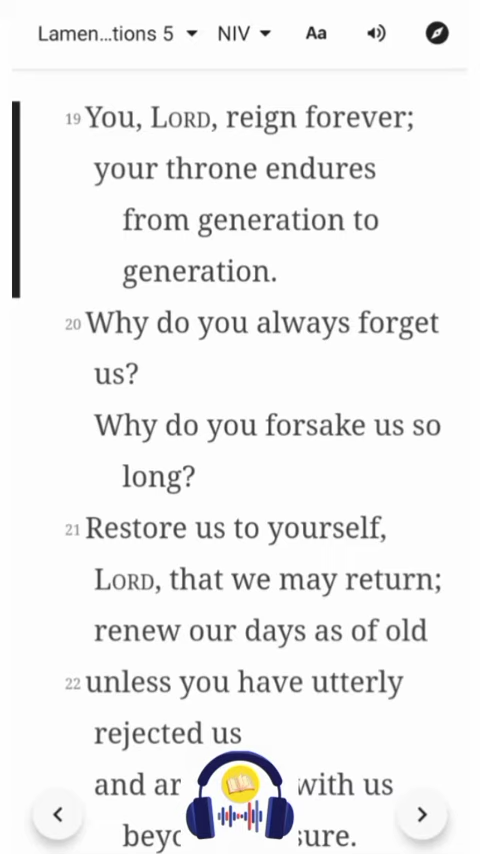 Lamen...tions 5 NIV Aa
19 You, LORD, reign forever;
your throne endures
from generation to
generation.
20 Why do you always forget
us?
Why do you forsake us so
long?
21 Restore us to yourself,
LORD, that we may return;
renew our days as of old
22 unless you have utterly
rejected us
and with us